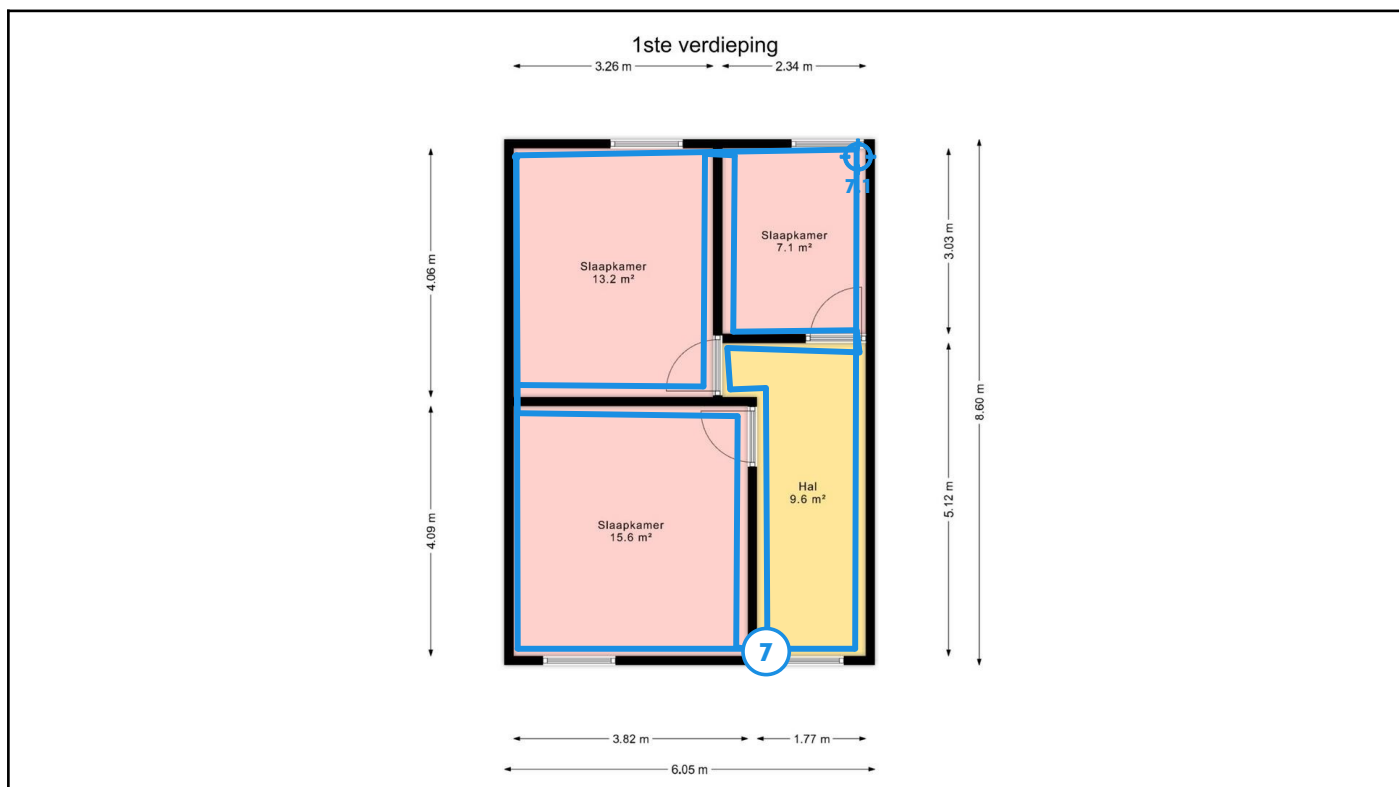 1ste verdieping
3.26 m
2.34 m
7.1
Slaapkamer
7.1 m²
Slaapkamer
13.2 m²
4.06 m
3.03 m
8.60 m
Hal
9.6 m²
Slaapkamer
15.6 m²
4.09 m
5.12 m
7
3.82 m
1.77 m
6.05 m